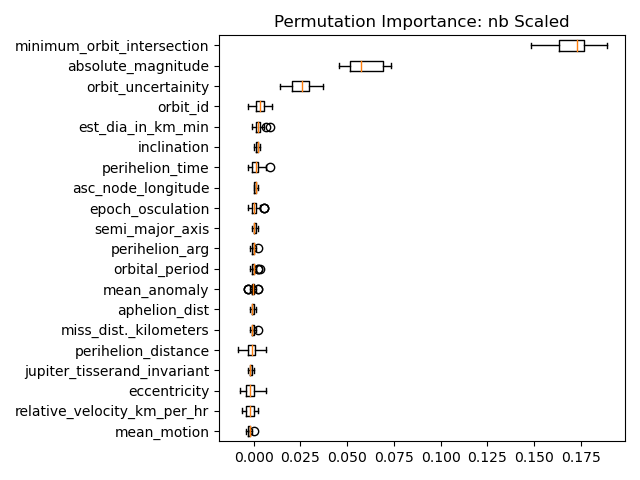 Permutation Importance: nb Scaled
minimum_orbit_intersection
absolute_magnitude
orbit_uncertainity
orbit_id
est_dia_in_km_min
inclination
perihelion_time
asc_node_longitude
epoch_osculation
semi_major_axis
perihelion_arg
orbital_period
mean_anomaly
aphelion_dist
miss_dist._kilometers
perihelion_distance
jupiter_tisserand_invariant
eccentricity
relative_velocity_km_per_hr
mean_motion
0.000 0.025 0.050 0.075 0.100 0.125 0.150 0.175